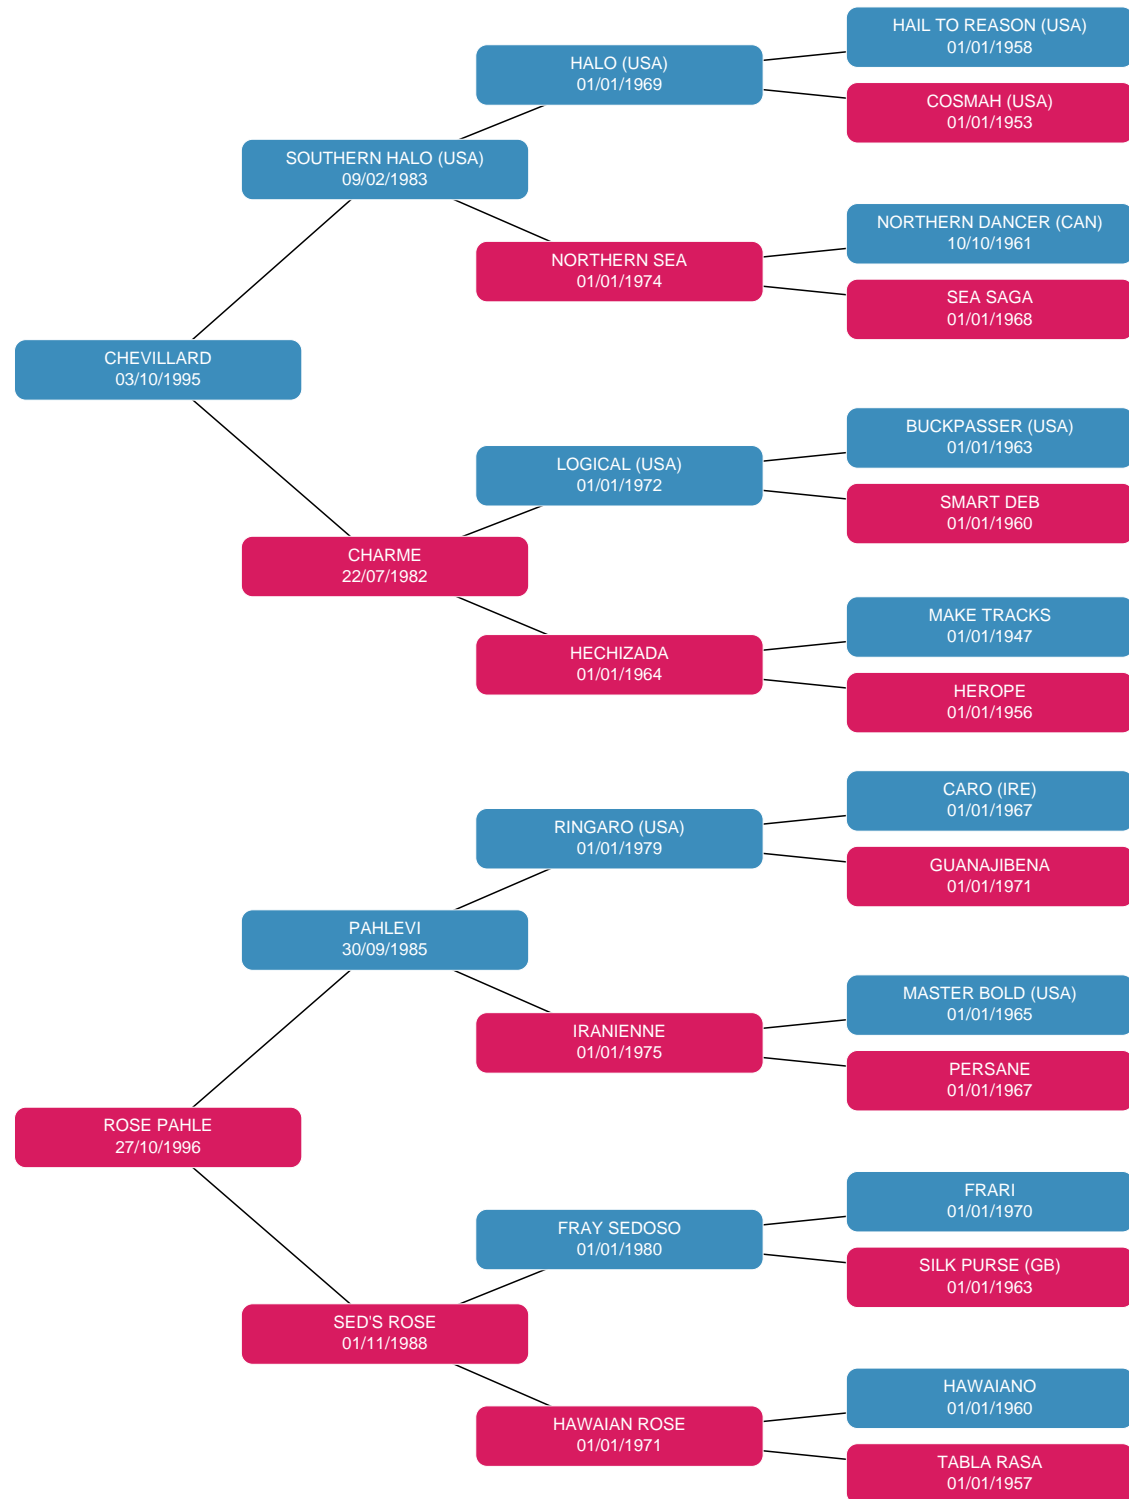 HAIL TO REASON (USA)
01/01/1958
HALO (USA)
01/01/1969
COSMAH (USA)
01/01/1953
SOUTHERN HALO (USA)
09/02/1983
NORTHERN DANCER (CAN)
10/10/1961
NORTHERN SEA
01/01/1974
SEA SAGA
01/01/1968
CHEVILLARD
03/10/1995
BUCKPASSER (USA)
01/01/1963
LOGICAL (USA)
01/01/1972
SMART DEB
01/01/1960
CHARME
22/07/1982
MAKE TRACKS
01/01/1947
HECHIZADA
01/01/1964
HEROPE
01/01/1956
CARO (IRE)
01/01/1967
RINGARO (USA)
01/01/1979
GUANAJIBENA
01/01/1971
PAHLEVI
30/09/1985
MASTER BOLD (USA)
01/01/1965
IRANIENNE
01/01/1975
PERSANE
01/01/1967
ROSE PAHLE
27/10/1996
FRARI
01/01/1970
FRAY SEDOSO
01/01/1980
SILK PURSE (GB)
01/01/1963
SED'S ROSE
01/11/1988
HAWAIANO
01/01/1960
HAWAIAN ROSE
01/01/1971
TABLA RASA
01/01/1957